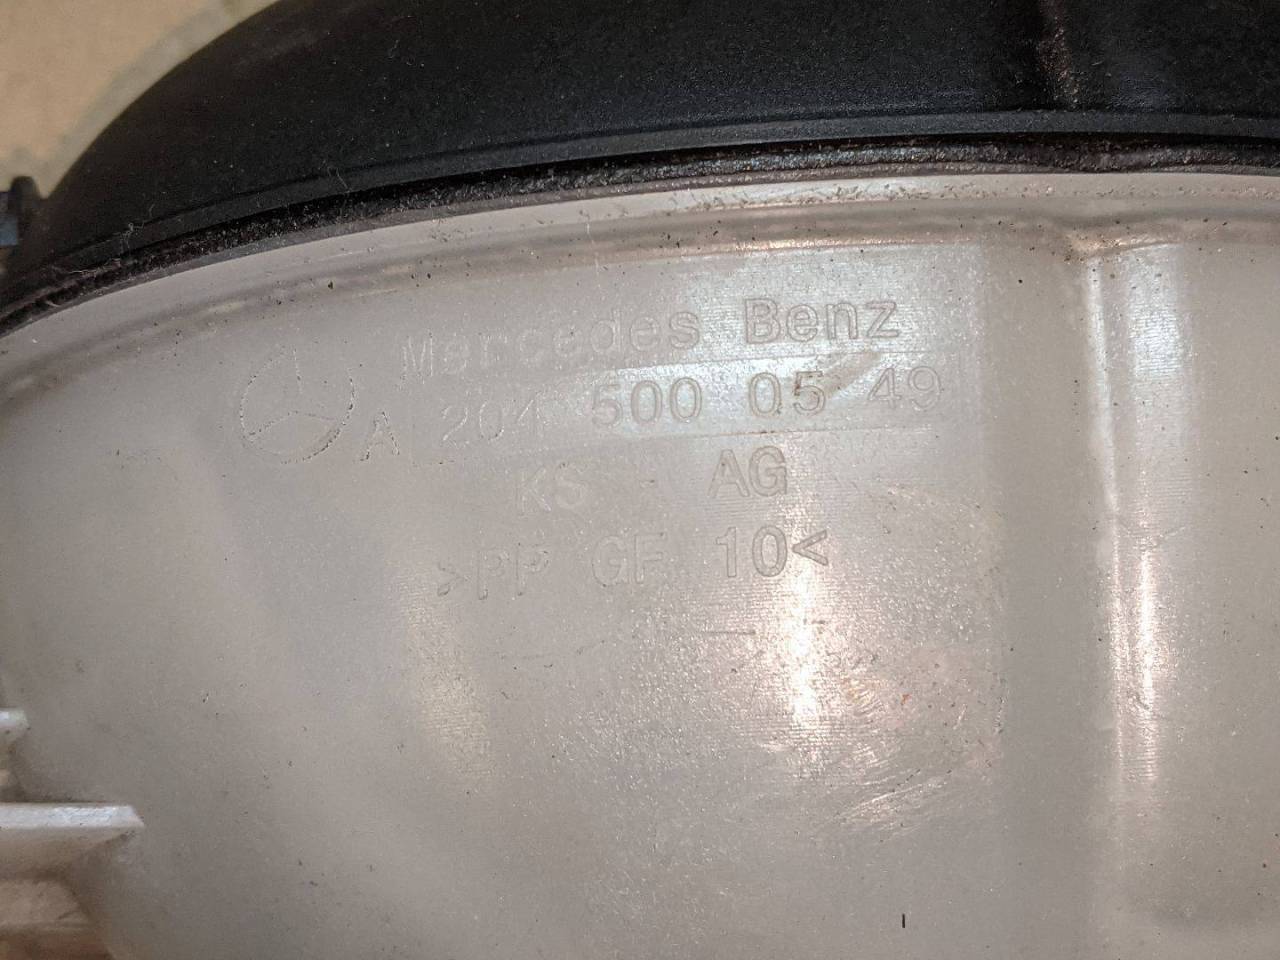 Mercedes Benz
A 204 500 05 49
KS AG
>PP GF 10<